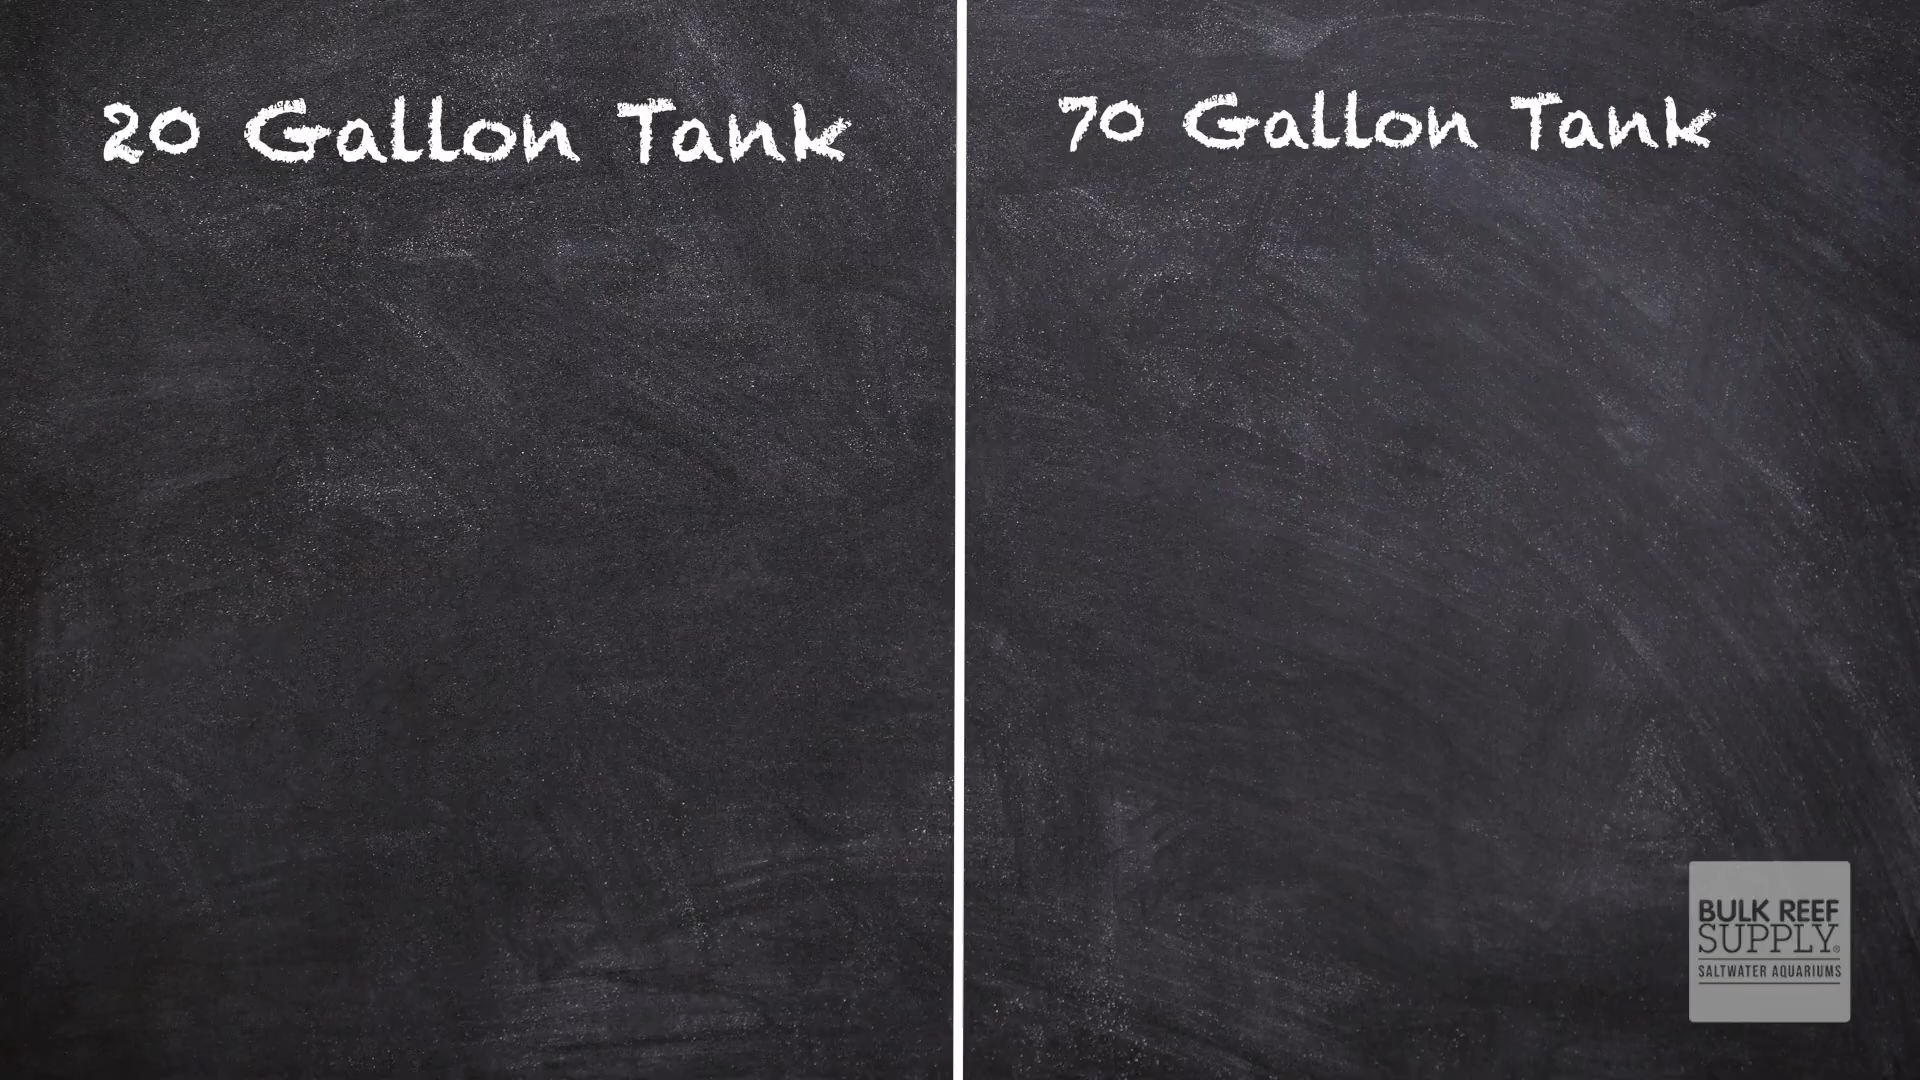 20 Gallon Tank
70 Gallon Tank
BULK REEF
SUPPLY®
SALTWATER AQUARIUMS